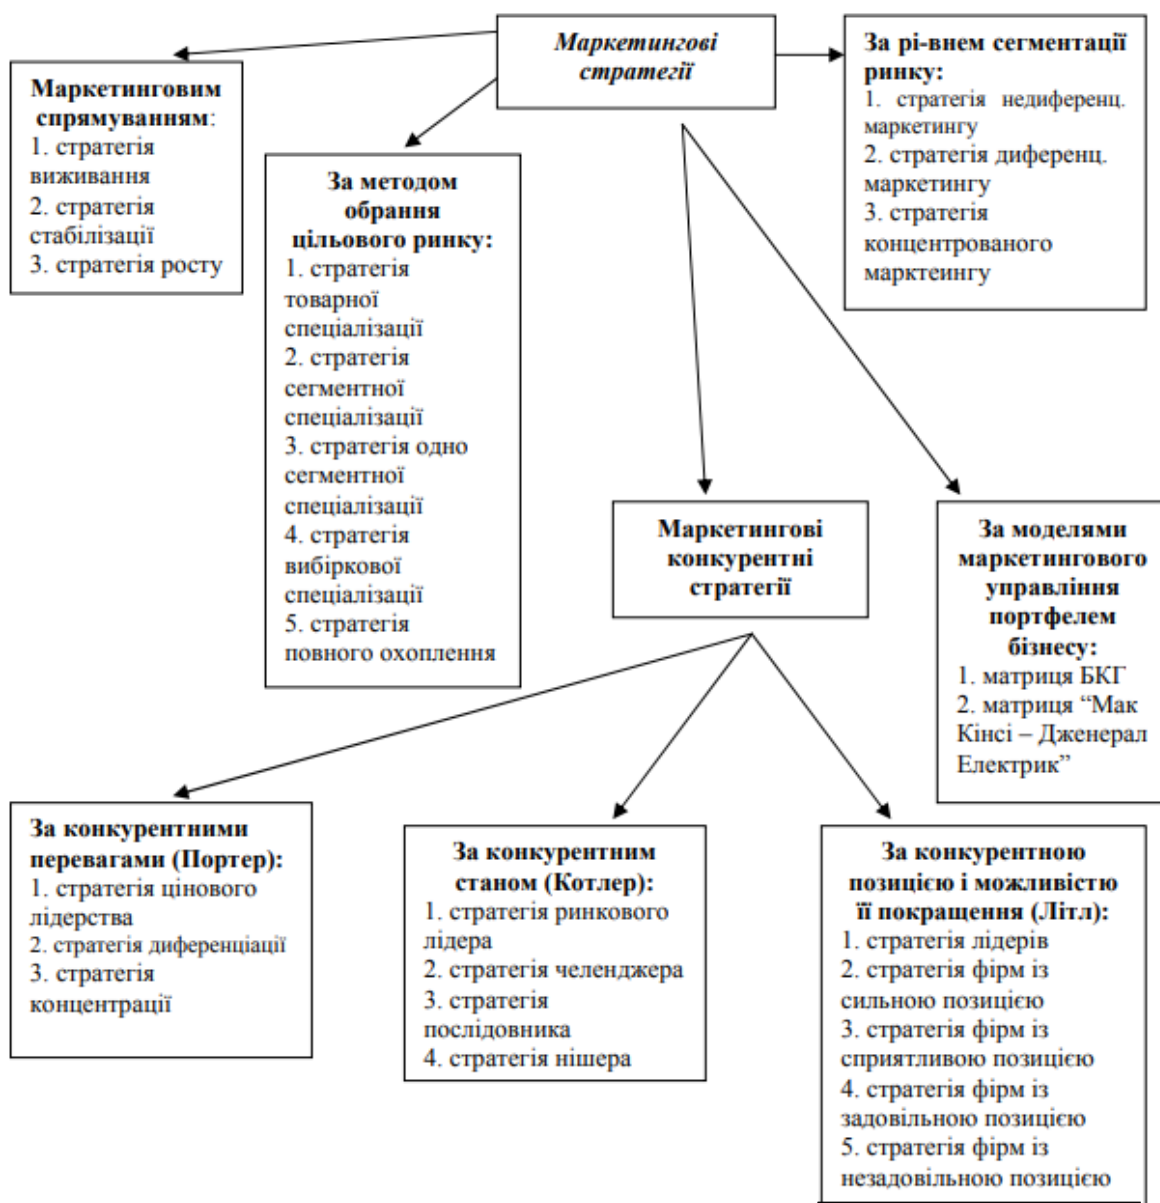 Маркетингові
стратегії
За рі-внем сегментації
ринку:
1. стратегія недиференц.
маркетингу
2. стратегія диференц.
маркетингу
3. стратегія
концентрованого
марктеингу
Маркетинговим
спрямуванням:
1. стратегія
виживання
2. стратегія
стабілізації
3. стратегія росту
За методом
обрання
цільового ринку:
1. стратегія
товарної
спеціалізації
2. стратегія
сегментної
спеціалізації
3. стратегія одно
сегментної
спеціалізації
4. стратегія
вибіркової
спеціалізації
5. стратегія
повного охоплення
Маркетингові
конкурентні
стратегії
За моделями
маркетингового
управління
портфелем
бізнесу:
1. матриця БКГ
2. матриця “Мак
Кінсі – Дженерал
Електрик”
За конкурентними
перевагами (Портер):
1. стратегія цінового
лідерства
2. стратегія диференціації
3. стратегія
концентрації
За конкурентним
станом (Котлер):
1. стратегія ринкового
лідера
2. стратегія челенджера
3. стратегія
послідовника
4. стратегія нішера
За конкурентною
позицією і можливістю
її покращення (Літл):
1. стратегія лідерів
2. стратегія фірм із
сильною позицією
3. стратегія фірм із
сприятливою позицією
4. стратегія фірм із
задовільною позицією
5. стратегія фірм із
незадовільною позицією